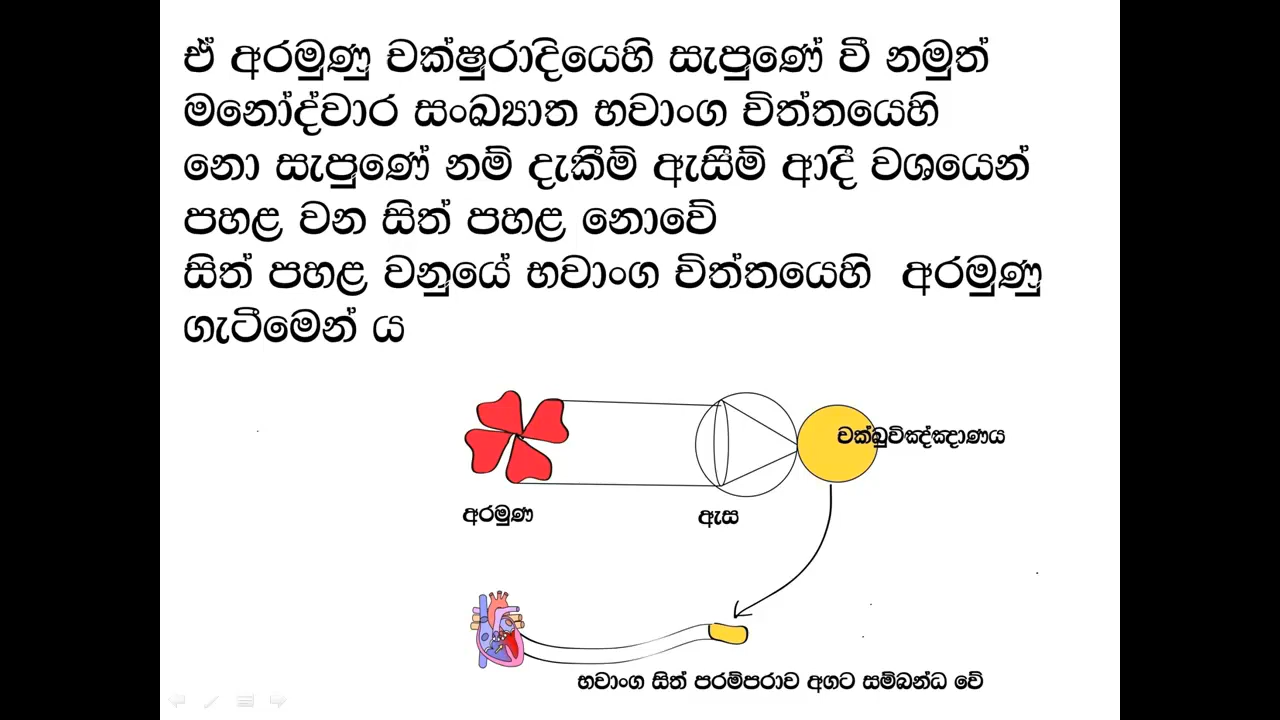 ඒ අරමුණු චක්ෂුරාදියෙහි සැපුණේ වී නමුත්
මනෝද්වාර සංඛ්‍යාත භවාංග චිත්තයෙහි
නො සැපුණේ නම් දැකීම් ඇසීම් ආදී වශයෙන්
පහළ වන සිත් පහළ නොවේ
සිත් පහළ වනුයේ භවාංග චිත්තයෙහි අරමුණු
ගැටීමෙන් ය
චක්ඛුවිඤ්ඤාණය
අරමුණ
ඇස
භවාංග සිත් පරම්පරාව අගට සම්බන්ධ වේ